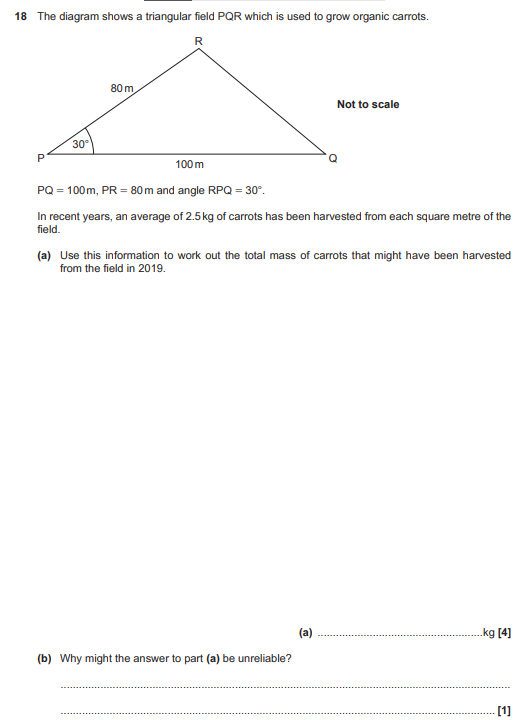 18 The diagram shows a triangular field PQR which is used to grow organic carrots.
R
80 m
Not to scale
30°
P
Q
100 m
PQ = 100 m, PR = 80 m and angle RPQ = 30°.
In recent years, an average of 2.5 kg of carrots has been harvested from each square metre of the
field.
(a) Use this information to work out the total mass of carrots that might have been harvested
from the field in 2019.
(a) ..................................................kg [4]
(b) Why might the answer to part (a) be unreliable?
..........................................................................................................................
.................................................................................................................... [1]